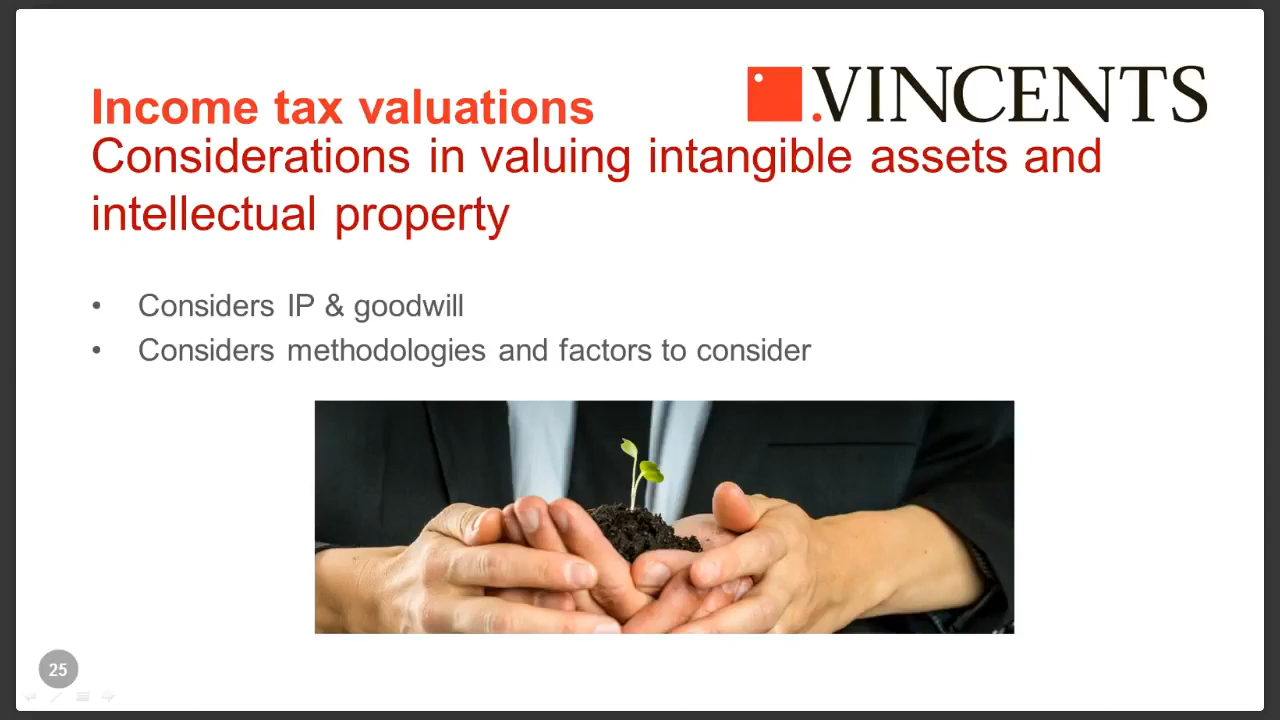 Income tax valuations
.VINCENTS
Considerations in valuing intangible assets and
intellectual property
• Considers IP & goodwill
• Considers methodologies and factors to consider
25